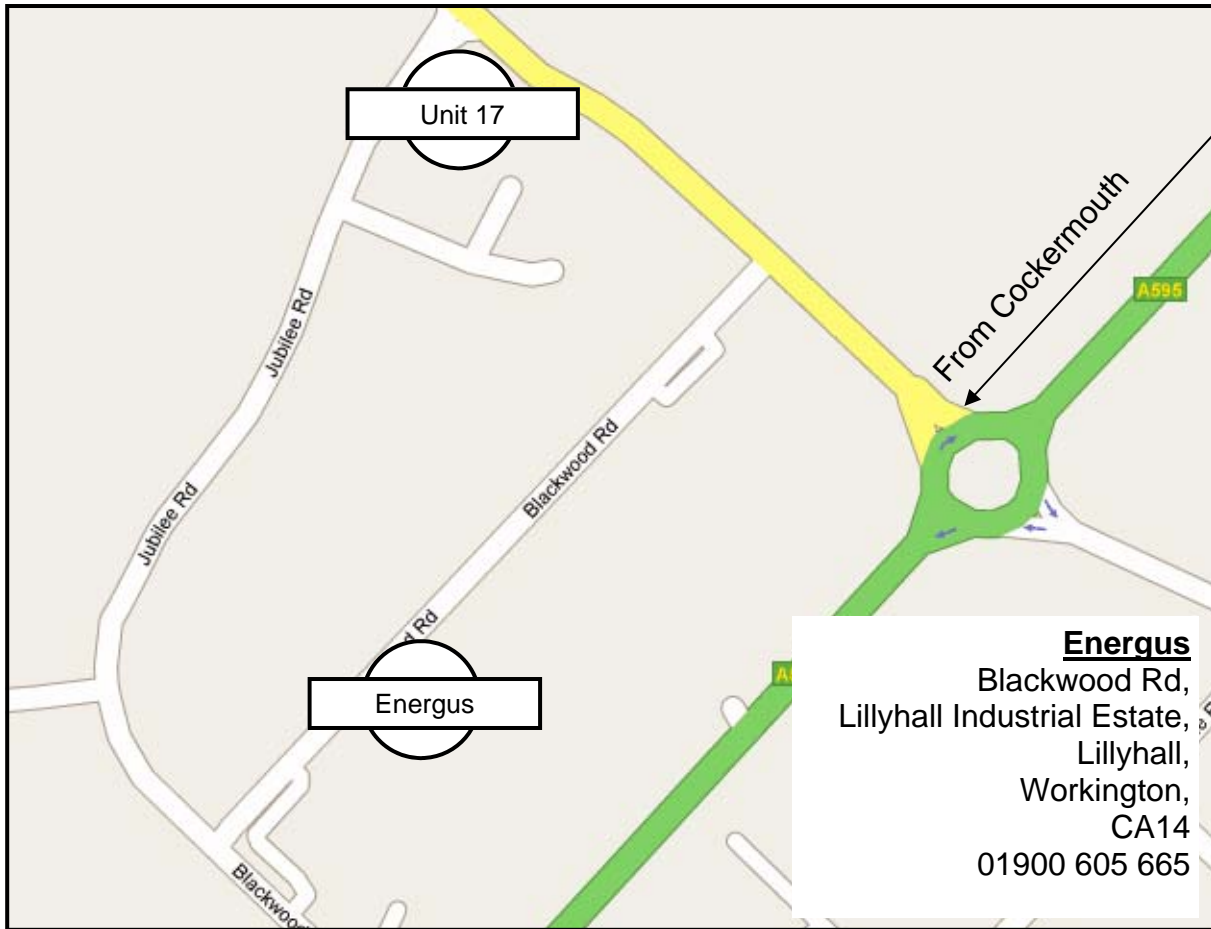 Unit 17
From Cockermouth
A595
Jubilee Rd
Blackwood Rd
Jubilee Rd
Rd
Energus
Energus
Blackwood Rd,
Lillyhall Industrial Estate,
Lillyhall,
Workington,
CA14
01900 605 665